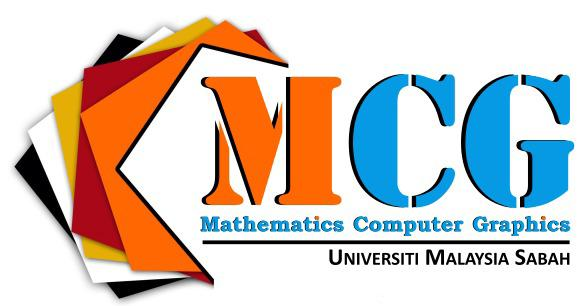 MCG
Mathematics Computer Graphics
UNIVERSITI MALAYSIA SABAH